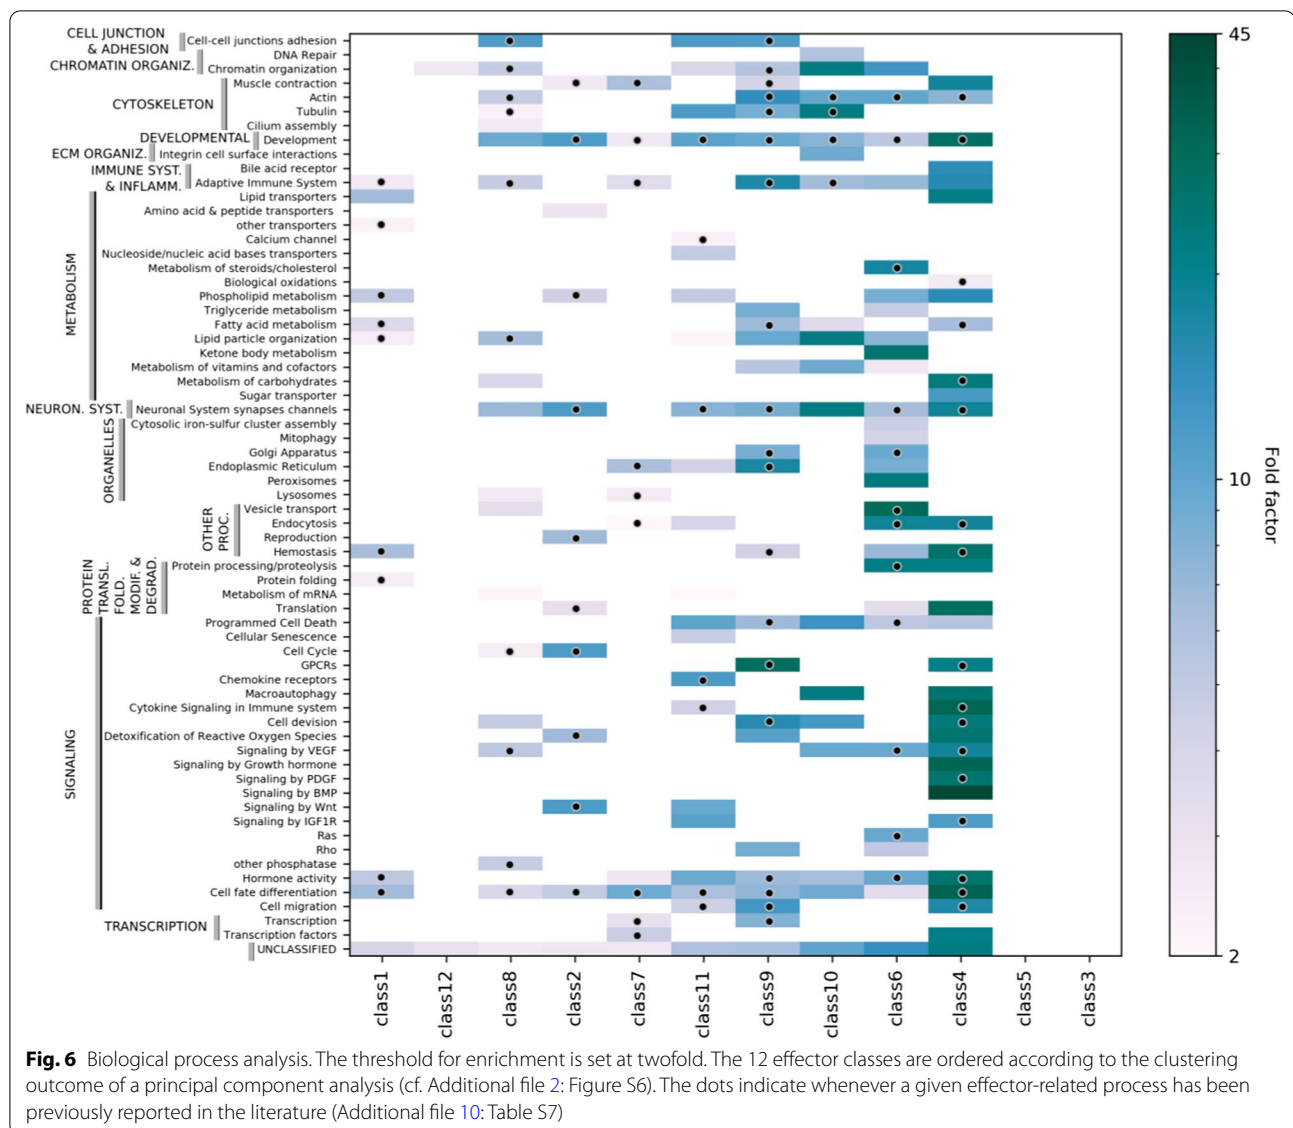 CELL JUNCTION
& ADHESION
Cell-cell junctions adhesion
DNA Repair
CHROMATIN ORGANIZ.
Chromatin organization
Muscle contraction
CYTOSKELETON
Actin
Tubulin
Cilium assembly
DEVELOPMENTAL
Development
ECM ORGANIZ.
Integrin cell surface interactions
IMMUNE SYST.
& INFLAMM.
Bile acid receptor
Adaptive Immune System
METABOLISM
Lipid transporters
Amino acid & peptide transporters
other transporters
Calcium channel
Nucleoside/nucleic acid bases transporters
Metabolism of steroids/cholesterol
Biological oxidations
Phospholipid metabolism
Triglyceride metabolism
Fatty acid metabolism
Lipid particle organization
Ketone body metabolism
Metabolism of vitamins and cofactors
Metabolism of carbohydrates
Sugar transporter
NEURON. SYST.
Neuronal System synapses channels
ORGANELLES
Cytosolic iron-sulfur cluster assembly
Mitophagy
Golgi Apparatus
Endoplasmic Reticulum
Peroxisomes
Lysosomes
OTHER
PROC.
Vesicle transport
Endocytosis
Reproduction
Hemostasis
PROTEIN
TRANSL.
FOLD.
MODIF. &
DEGRAD.
Protein processing/proteolysis
Protein folding
Metabolism of mRNA
Translation
SIGNALING
Programmed Cell Death
Cellular Senescence
Cell Cycle
GPCRs
Chemokine receptors
Macroautophagy
Cytokine Signaling in Immune system
Cell devision
Detoxification of Reactive Oxygen Species
Signaling by VEGF
Signaling by Growth hormone
Signaling by PDGF
Signaling by BMP
Signaling by Wnt
Signaling by IGF1R
Ras
Rho
other phosphatase
Hormone activity
Cell fate differentiation
Cell migration
TRANSCRIPTION
Transcription
Transcription factors
UNCLASSIFIED
class1
class12
class8
class2
class7
class11
class9
class10
class6
class4
class5
class3
45
10
2
Fold factor
Fig. 6 Biological process analysis. The threshold for enrichment is set at twofold. The 12 effector classes are ordered according to the clustering
outcome of a principal component analysis (cf. Additional file 2: Figure S6). The dots indicate whenever a given effector-related process has been
previously reported in the literature (Additional file 10: Table S7)